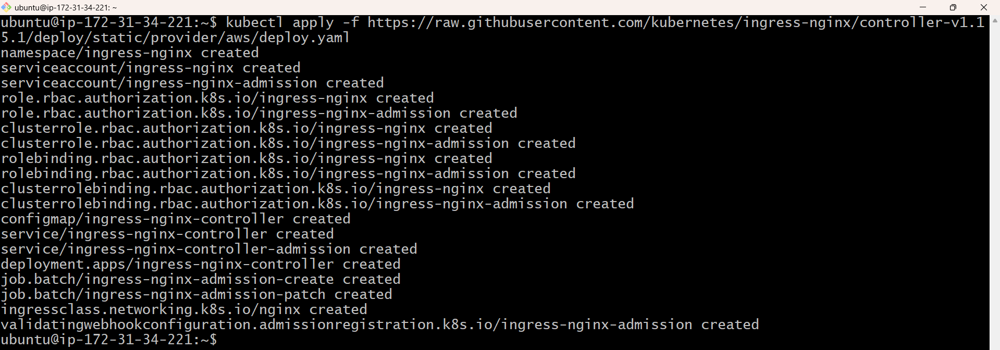 ubuntu@ip-172-31-34-221: ~
ubuntu@ip-172-31-34-221:~$ kubectl apply -f https://raw.githubusercontent.com/kubernetes/ingress-nginx/controller-v1.1
5.1/deploy/static/provider/aws/deploy.yaml
namespace/ingress-nginx created
serviceaccount/ingress-nginx created
serviceaccount/ingress-nginx-admission created
role.rbac.authorization.k8s.io/ingress-nginx created
role.rbac.authorization.k8s.io/ingress-nginx-admission created
clusterrole.rbac.authorization.k8s.io/ingress-nginx created
clusterrole.rbac.authorization.k8s.io/ingress-nginx-admission created
rolebinding.rbac.authorization.k8s.io/ingress-nginx created
rolebinding.rbac.authorization.k8s.io/ingress-nginx-admission created
clusterrolebinding.rbac.authorization.k8s.io/ingress-nginx created
clusterrolebinding.rbac.authorization.k8s.io/ingress-nginx-admission created
configmap/ingress-nginx-controller created
service/ingress-nginx-controller created
service/ingress-nginx-controller-admission created
deployment.apps/ingress-nginx-controller created
job.batch/ingress-nginx-admission-create created
job.batch/ingress-nginx-admission-patch created
ingressclass.networking.k8s.io/nginx created
validatingwebhookconfiguration.admissionregistration.k8s.io/ingress-nginx-admission created
ubuntu@ip-172-31-34-221:~$